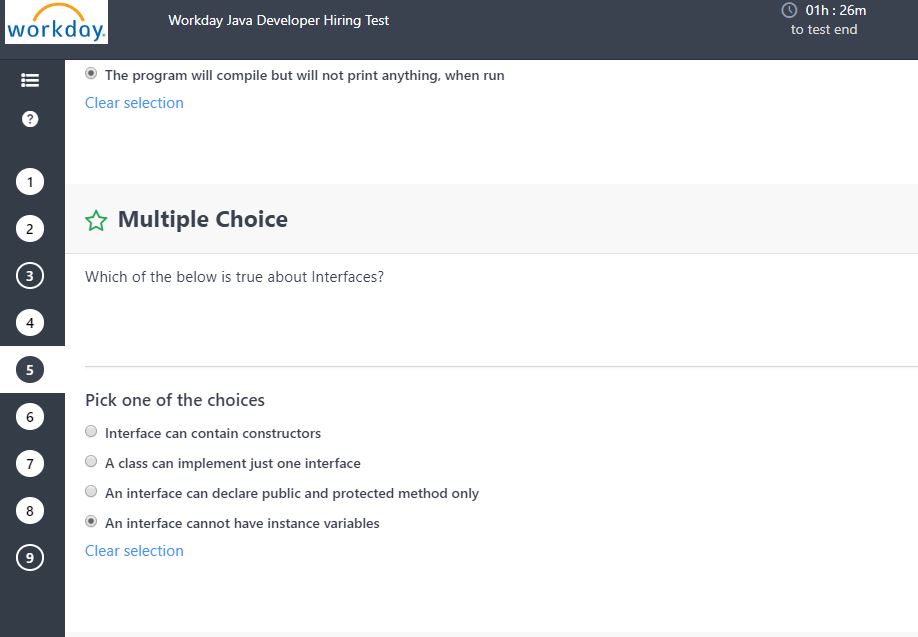 workday.
Workday Java Developer Hiring Test
01h : 26m
to test end
The program will compile but will not print anything, when run
Clear selection
?
1
2
3
4
5
6
7
8
9
Multiple Choice
Which of the below is true about Interfaces?
Pick one of the choices
Interface can contain constructors
A class can implement just one interface
An interface can declare public and protected method only
An interface cannot have instance variables
Clear selection